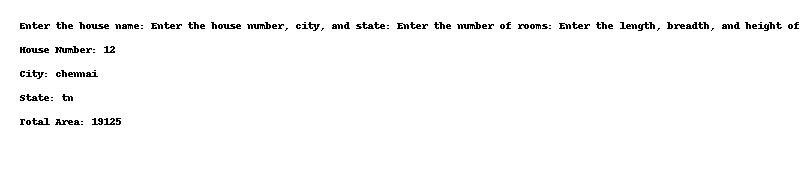 Enter the house name: Enter the house number, city, and state: Enter the number of rooms: Enter the length, breadth, and height of
House Number: 12
City: chennai
State: tn
Total Area: 19125